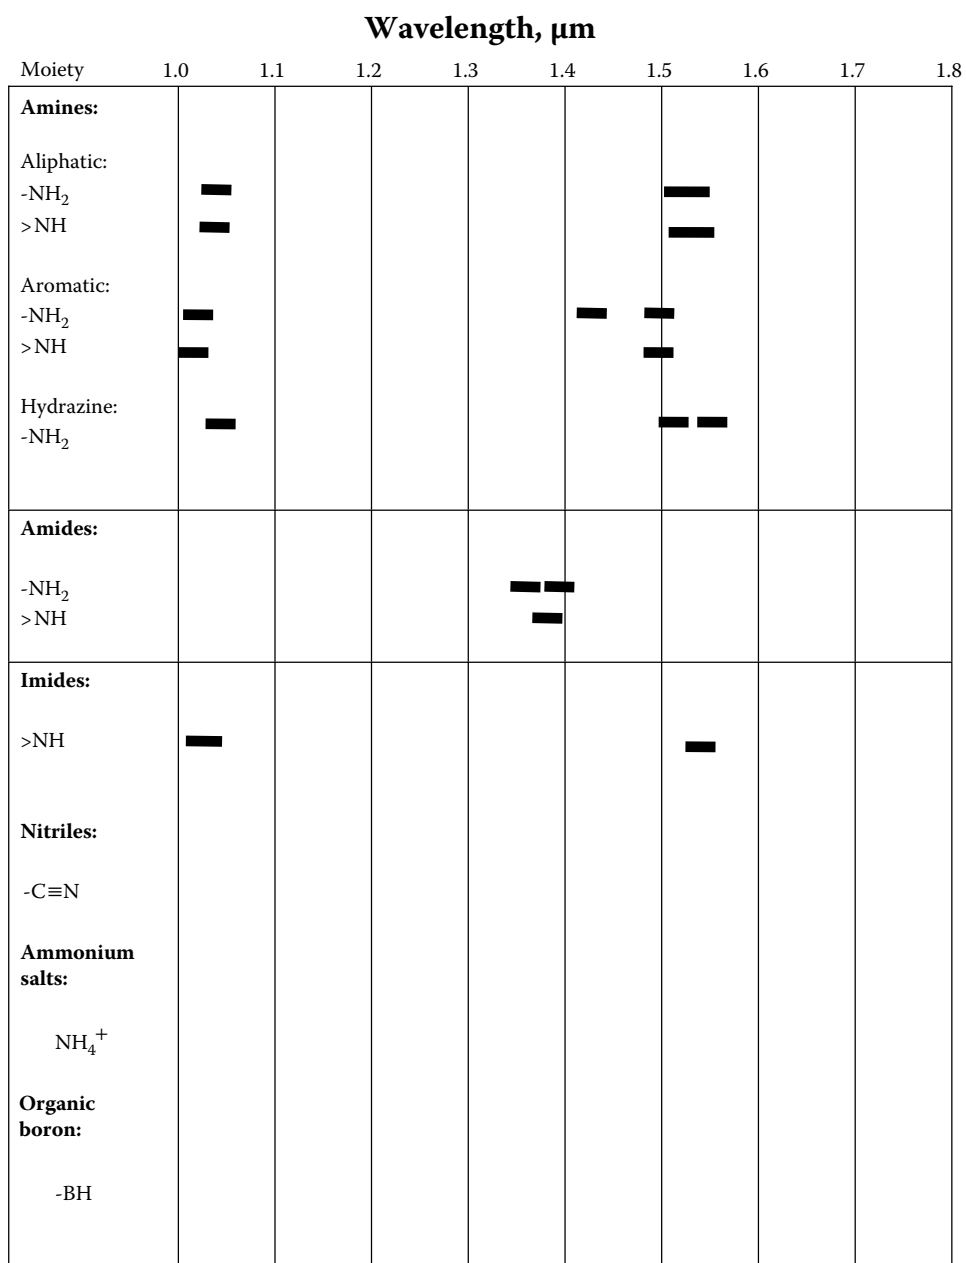 Wavelength, µm
Moiety 1.0 1.1 1.2 1.3 1.4 1.5 1.6 1.7 1.8
Amines:
Aliphatic:
-NH₂
>NH
Aromatic:
-NH₂
>NH
Hydrazine:
-NH₂
Amides:
-NH₂
>NH
Imides:
>NH
Nitriles:
-C≡N
Ammonium
salts:
NH₄⁺
Organic
boron:
-BH